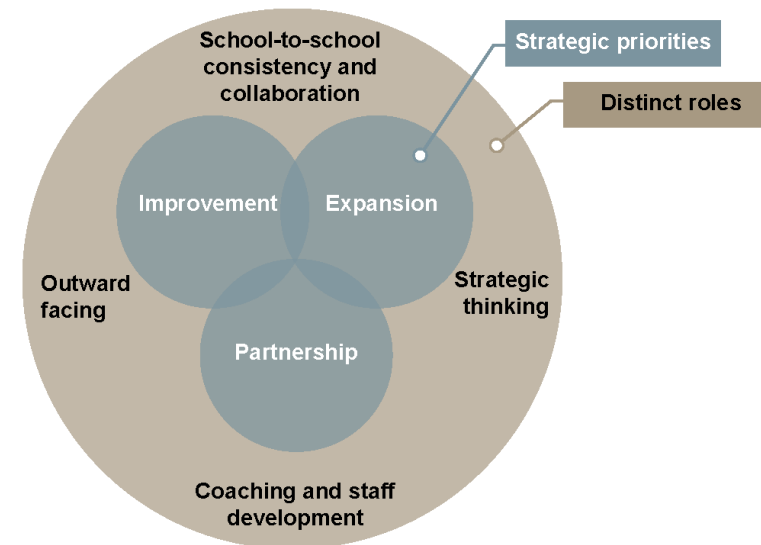 School-to-school
consistency and
collaboration
Strategic priorities
Distinct roles
Improvement
Expansion
Outward
facing
Strategic
thinking
Partnership
Coaching and staff
development